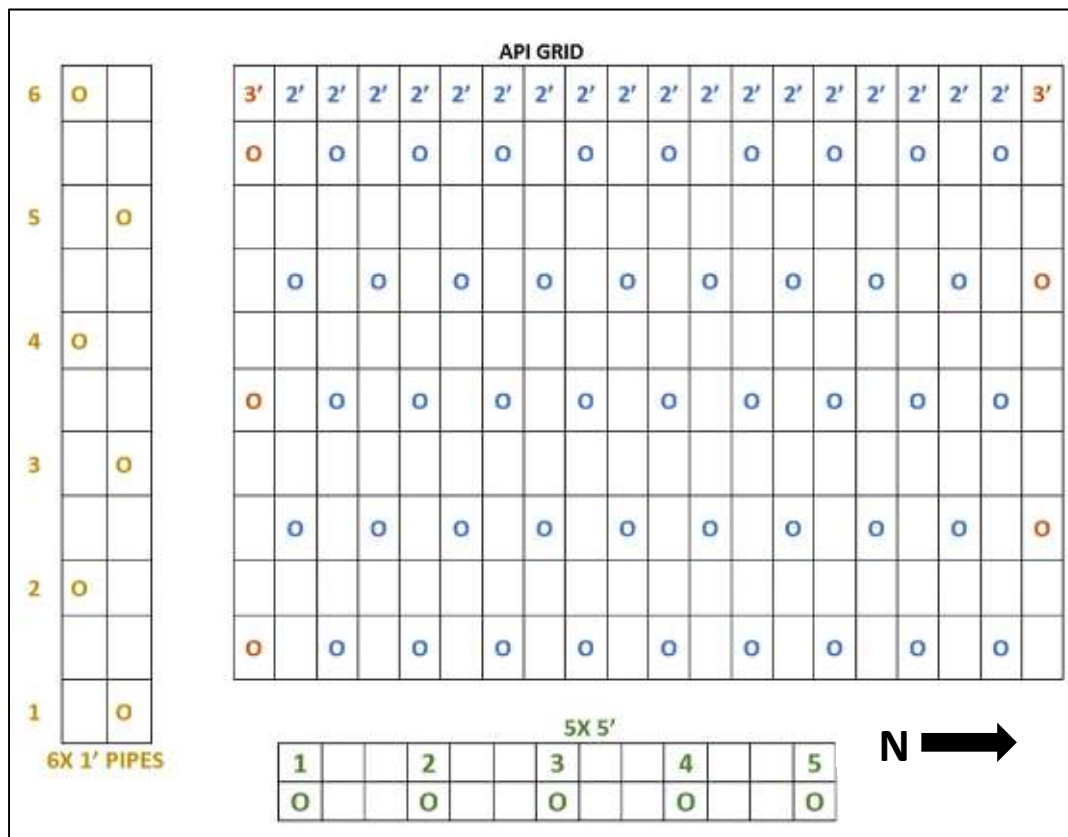 API GRID
6 O
3' 2' 2' 2' 2' 2' 2' 2' 2' 2' 2' 2' 2' 2' 2' 2' 2' 2' 2' 3'
O O O O O O O O O O
5 O
O O O O O O O O O O
4 O
O O O O O O O O O O
3 O
O O O O O O O O O O
2 O
O O O O O O O O O O
1 O
6X 1' PIPES
5X 5'
1 2 3 4 5
O O O O O
N